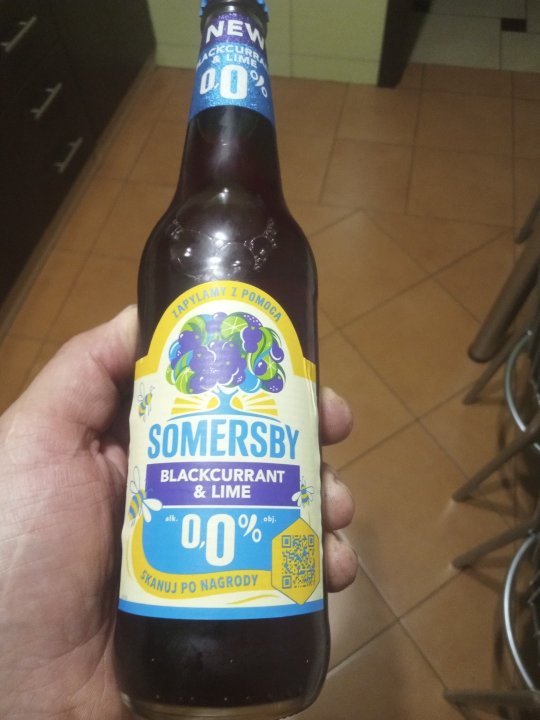 NEW
BLACKCURRANT
& LIME
0,0%
ZAPYLAMY Z POMOCĄ
SOMERSBY
BLACKCURRANT
& LIME
alk. 0,0% obj.
SKANUJ PO NAGRODY